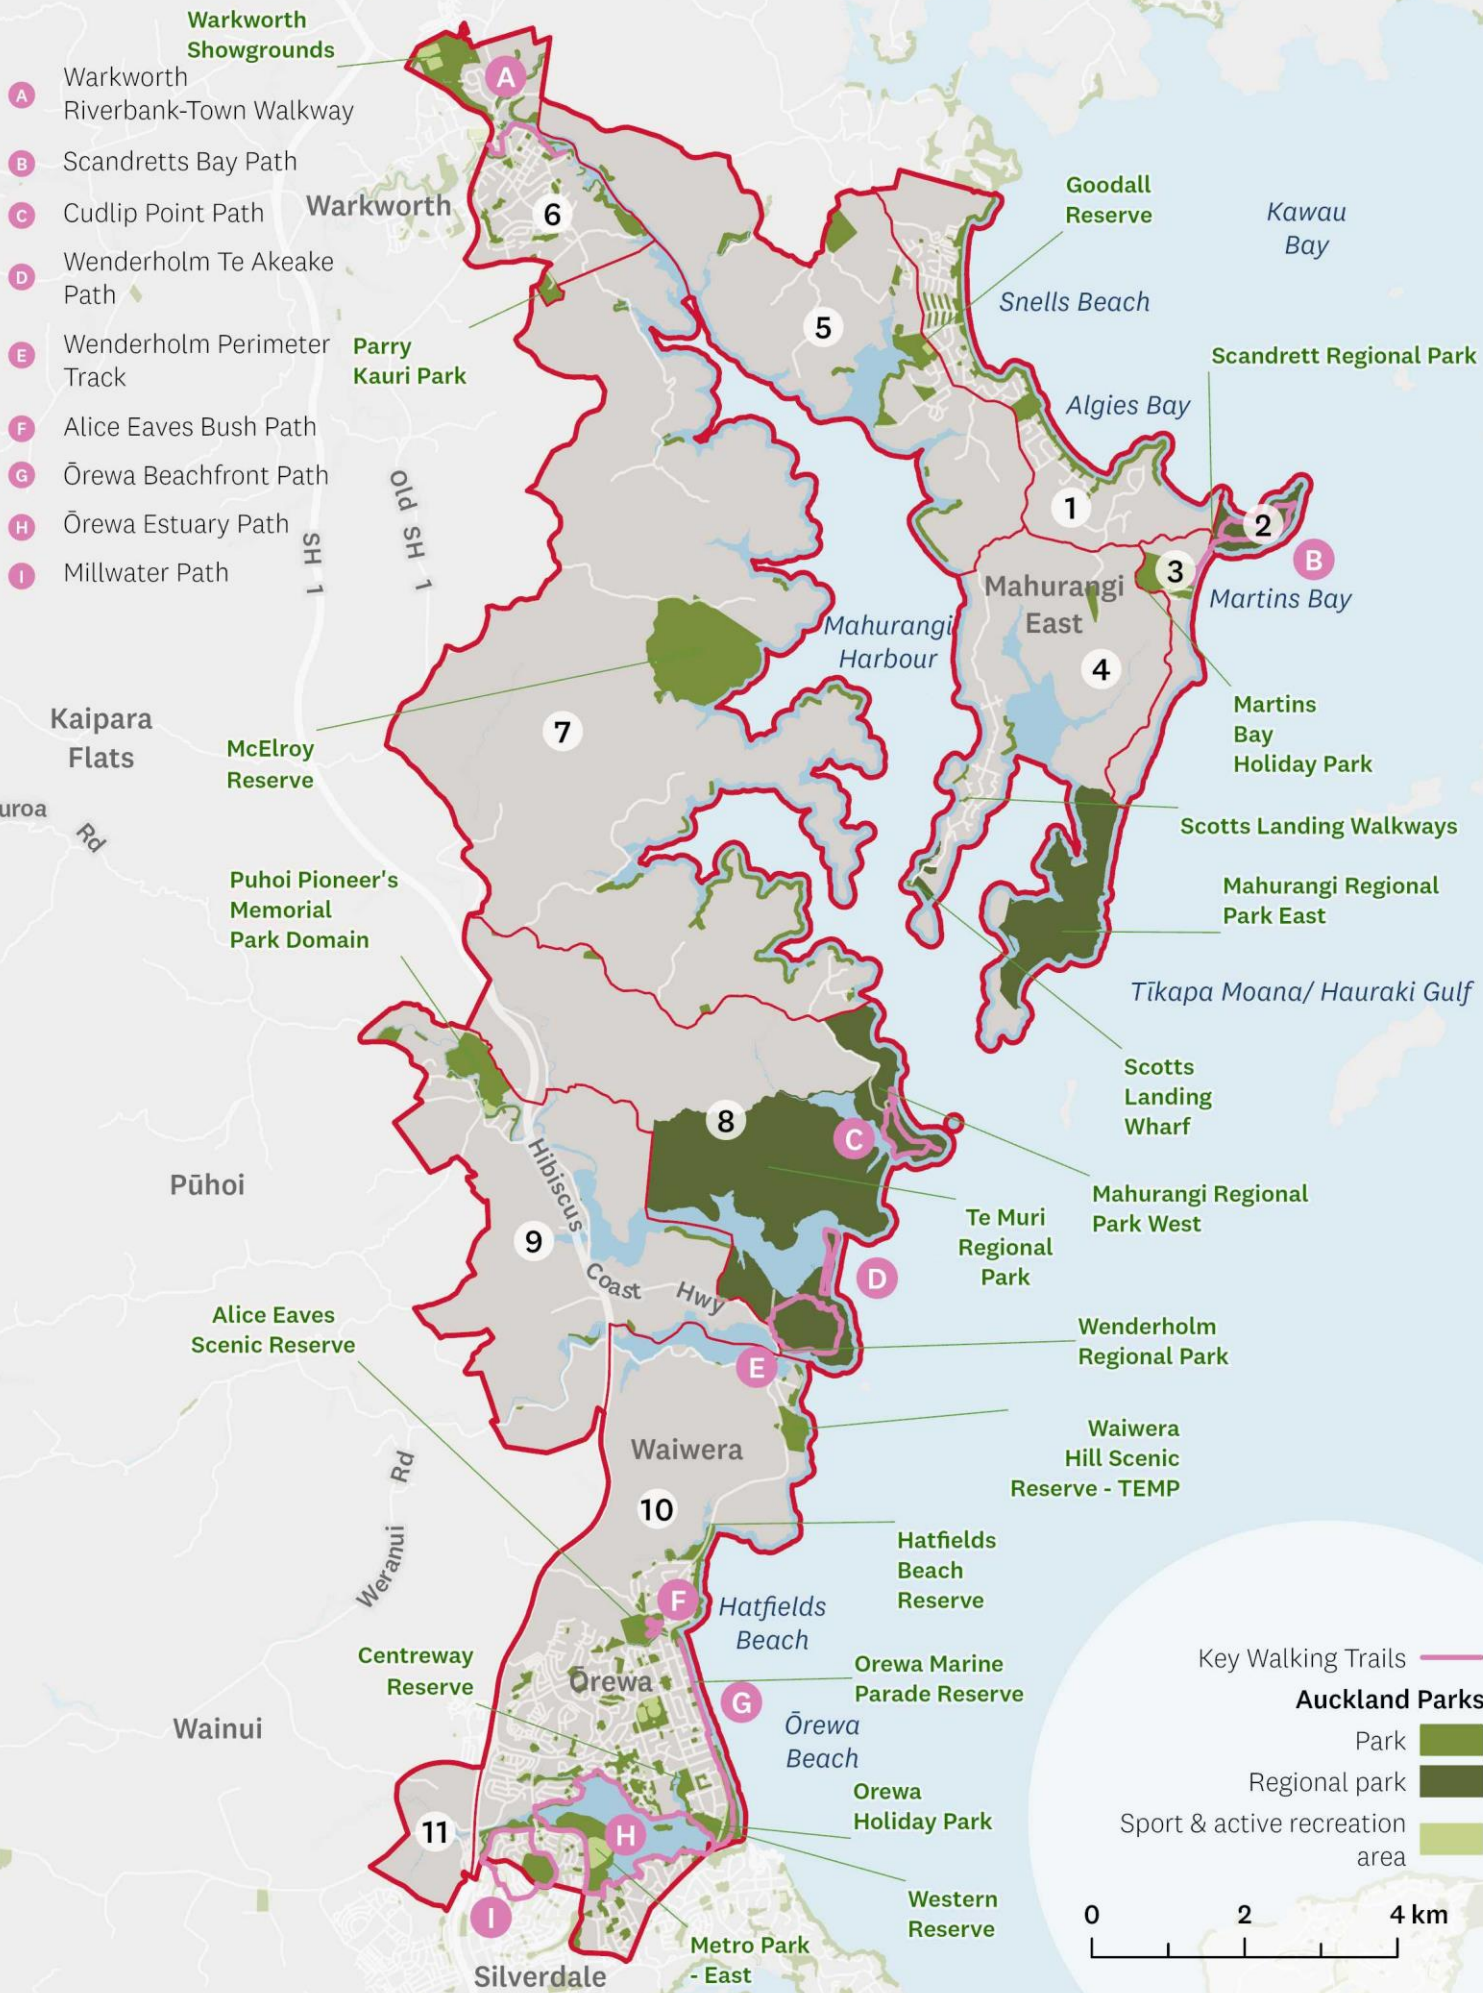 Warkworth
Showgrounds
A Warkworth
Riverbank-Town Walkway
B Scandretts Bay Path
C Cudlip Point Path
D Wenderholm Te Akeake
Path
E Wenderholm Perimeter
Track
F Alice Eaves Bush Path
G Ōrewa Beachfront Path
H Ōrewa Estuary Path
I Millwater Path
A
Warkworth
6
Goodall
Reserve
Kawau
Bay
Snells Beach
5
Parry
Kauri Park
Scandrett Regional Park
Algies Bay
Old SH 1
SH 1
1
2
B
3
Martins Bay
Mahurangi
East
Mahurangi
Harbour
4
Martins
Bay
Holiday Park
Kaipara
Flats
McElroy
Reserve
7
uroa
Rd
Scotts Landing Walkways
Puhoi Pioneer's
Memorial
Park Domain
Mahurangi Regional
Park East
Tīkapa Moana/ Hauraki Gulf
Scotts
Landing
Wharf
8
C
Pūhoi
Mahurangi Regional
Park West
Te Muri
Regional
Park
9
Hibiscus
Coast Hwy
D
Alice Eaves
Scenic Reserve
Wenderholm
Regional Park
E
Waiwera
Hill Scenic
Reserve - TEMP
Waiwera
Weranui Rd
10
Hatfields
Beach
Reserve
F
Hatfields
Beach
Centreway
Reserve
Ōrewa
Orewa Marine
Parade Reserve
G
Wainui
Ōrewa
Beach
Orewa
Holiday Park
11
H
Western
Reserve
I
Metro Park
- East
Silverdale
Key Walking Trails
Auckland Parks
Park
Regional park
Sport & active recreation
area
0 2 4 km